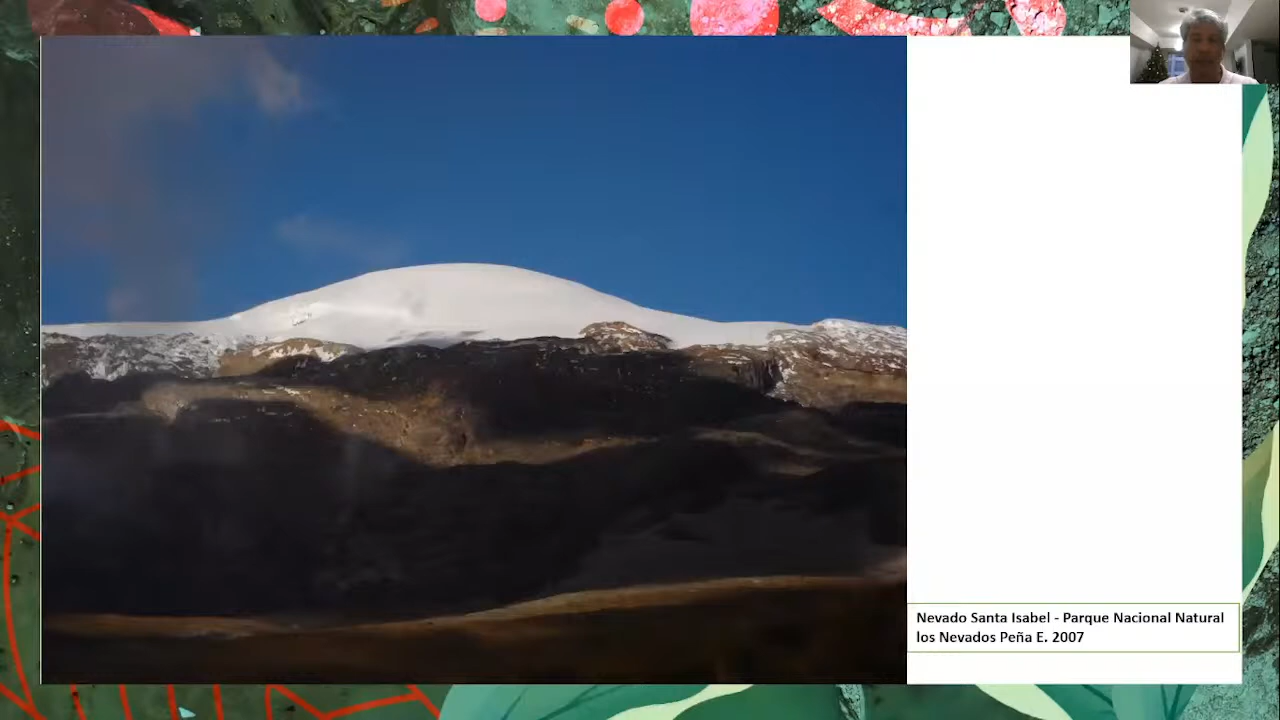 Nevado Santa Isabel - Parque Nacional Natural
los Nevados Peña E. 2007